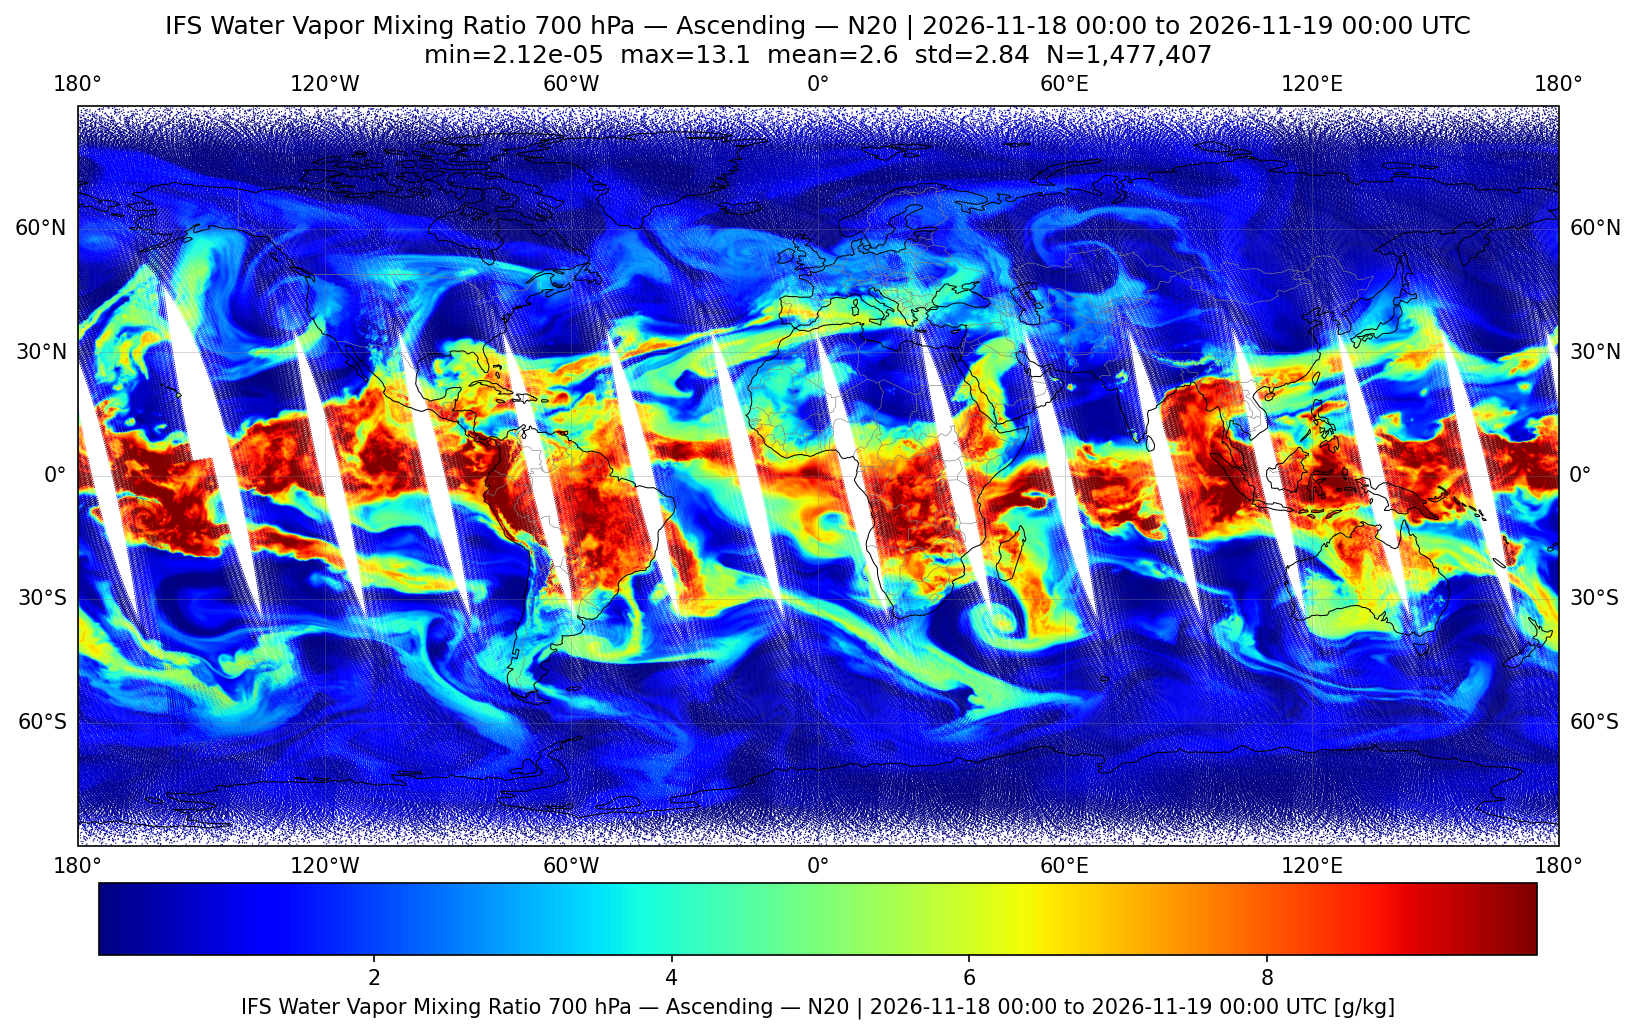 IFS Water Vapor Mixing Ratio 700 hPa — Ascending — N20 | 2026-11-18 00:00 to 2026-11-19 00:00 UTC
min=2.12e-05 max=13.1 mean=2.6 std=2.84 N=1,477,407
180° 120°W 60°W 0° 60°E 120°E 180°
60°N 60°N
30°N 30°N
0° 0°
30°S 30°S
60°S 60°S
180° 120°W 60°W 0° 60°E 120°E 180°
2 4 6 8
IFS Water Vapor Mixing Ratio 700 hPa — Ascending — N20 | 2026-11-18 00:00 to 2026-11-19 00:00 UTC [g/kg]